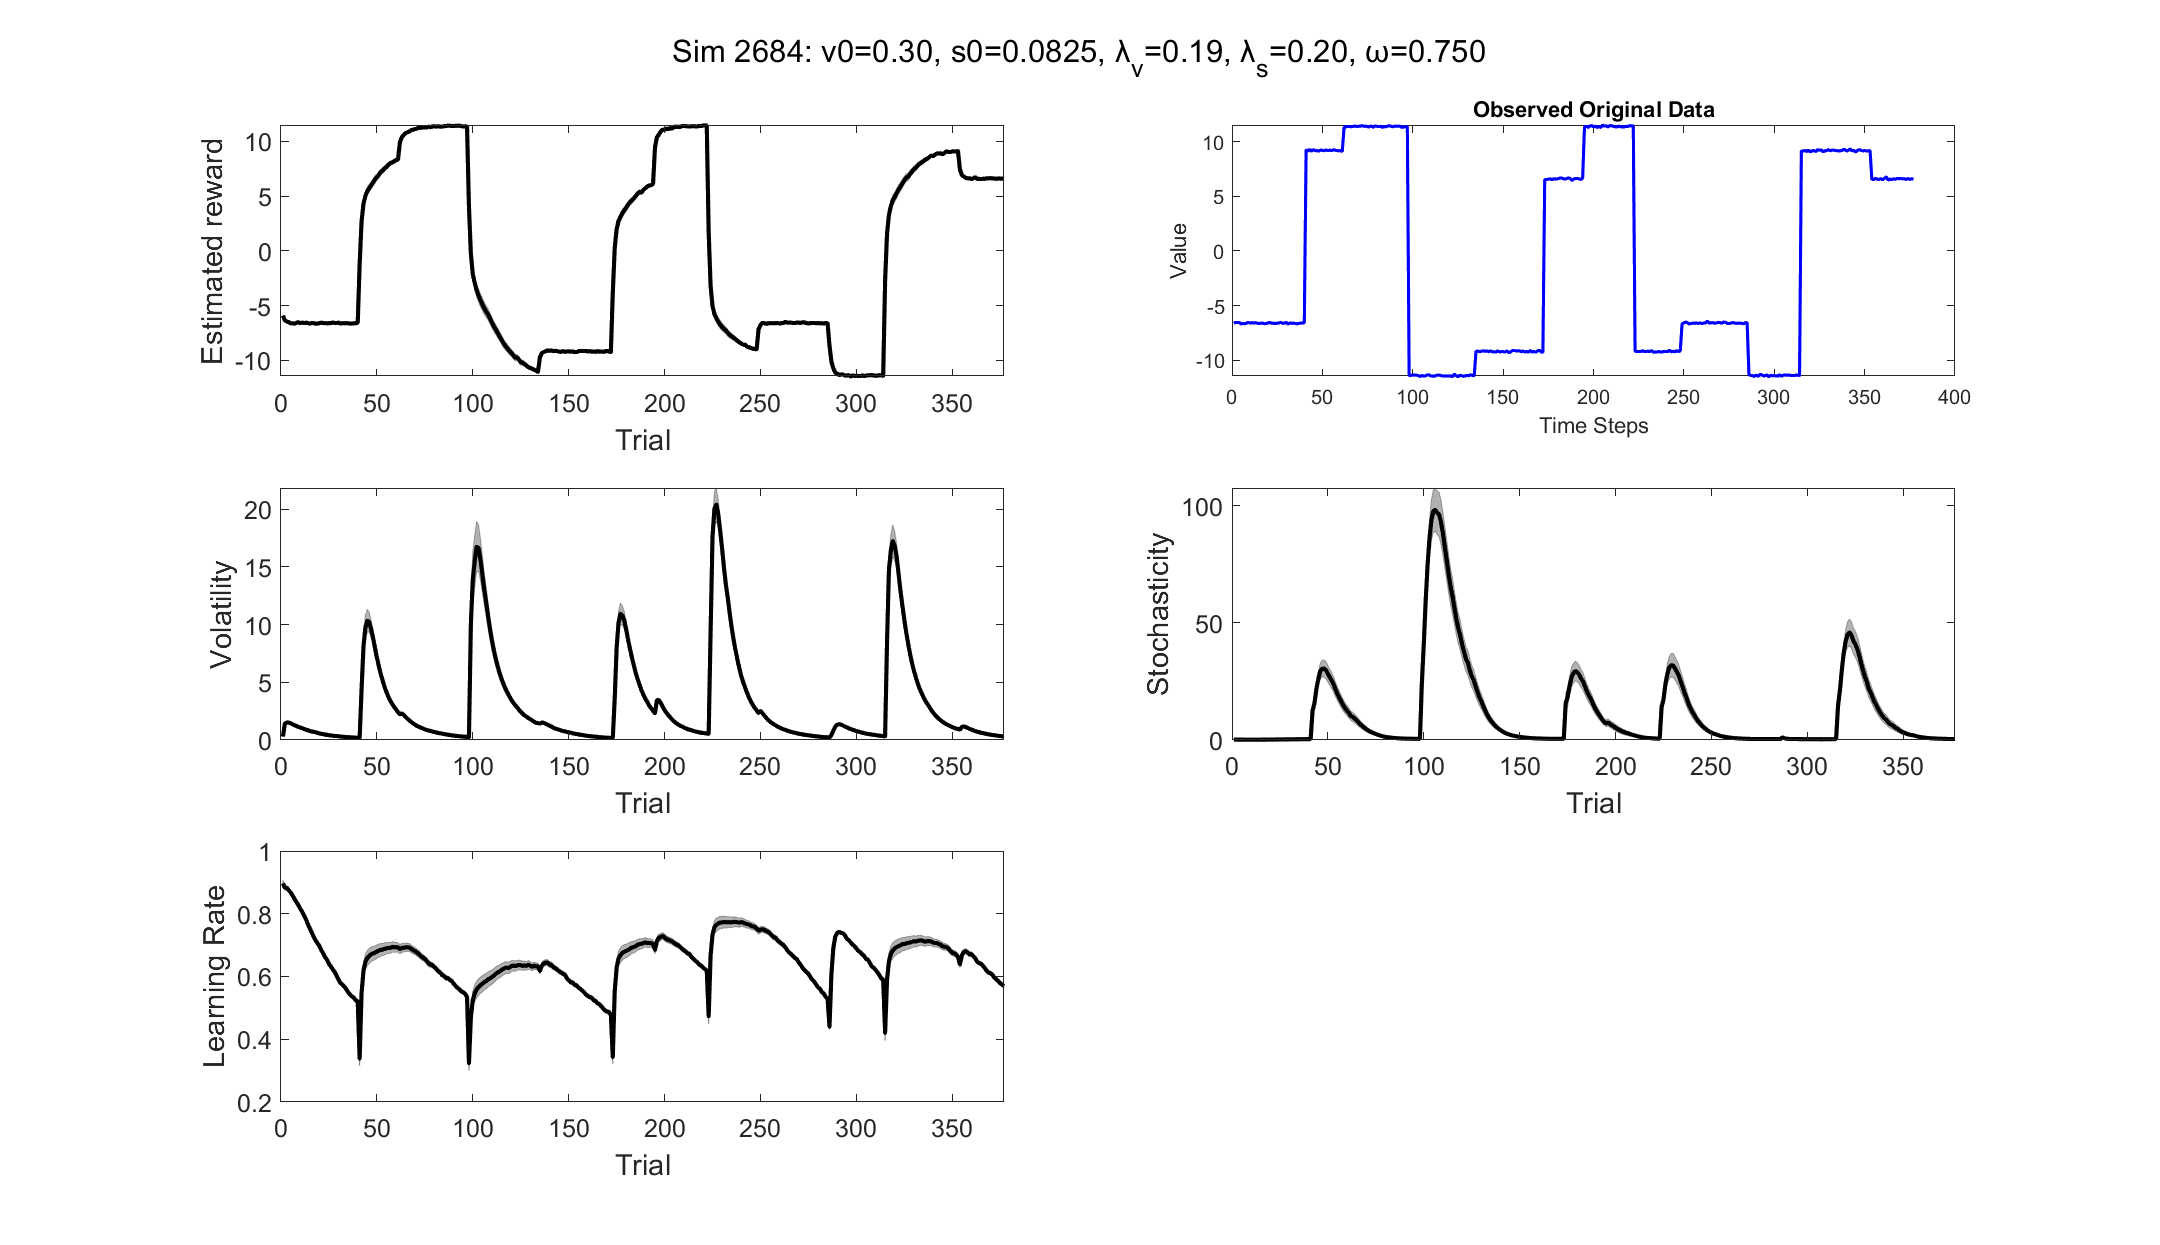 Sim 2684: v0=0.30, s0=0.0825, λ_v=0.19, λ_s=0.20, ω=0.750
Estimated reward
10
5
0
-5
-10
0 50 100 150 200 250 300 350
Trial
Observed Original Data
Value
10
5
0
-5
-10
0 50 100 150 200 250 300 350 400
Time Steps
Volatility
20
15
10
5
0
0 50 100 150 200 250 300 350
Trial
Stochasticity
100
50
0
0 50 100 150 200 250 300 350
Trial
Learning Rate
1
0.8
0.6
0.4
0.2
0 50 100 150 200 250 300 350
Trial